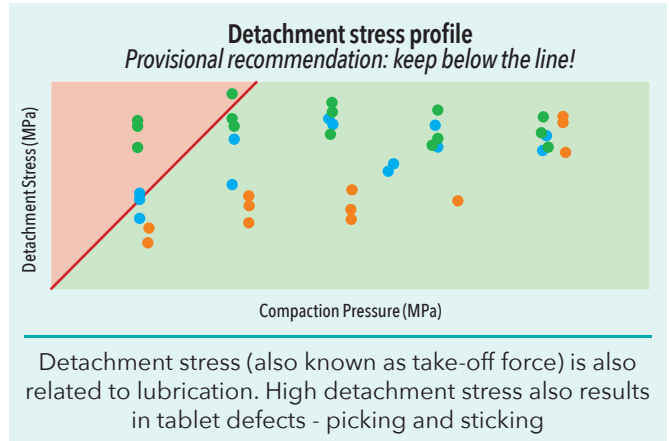 Detachment stress profile
Provisional recommendation: keep below the line!
Detachment Stress (MPa)
Compaction Pressure (MPa)
Detachment stress (also known as take-off force) is also
related to lubrication. High detachment stress also results
in tablet defects - picking and sticking